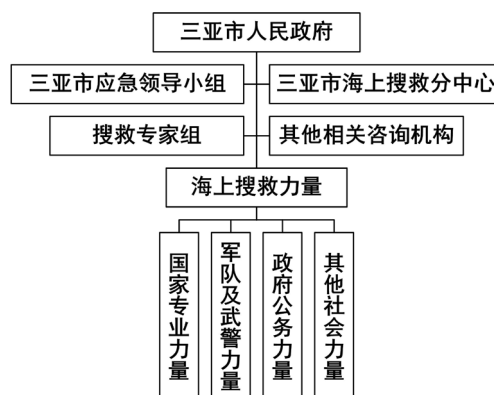 三亚市人民政府
三亚市应急领导小组
三亚市海上搜救分中心
搜救专家组
其他相关咨询机构
海上搜救力量
国家专业力量
军队及武警力量
政府公务力量
其他社会力量